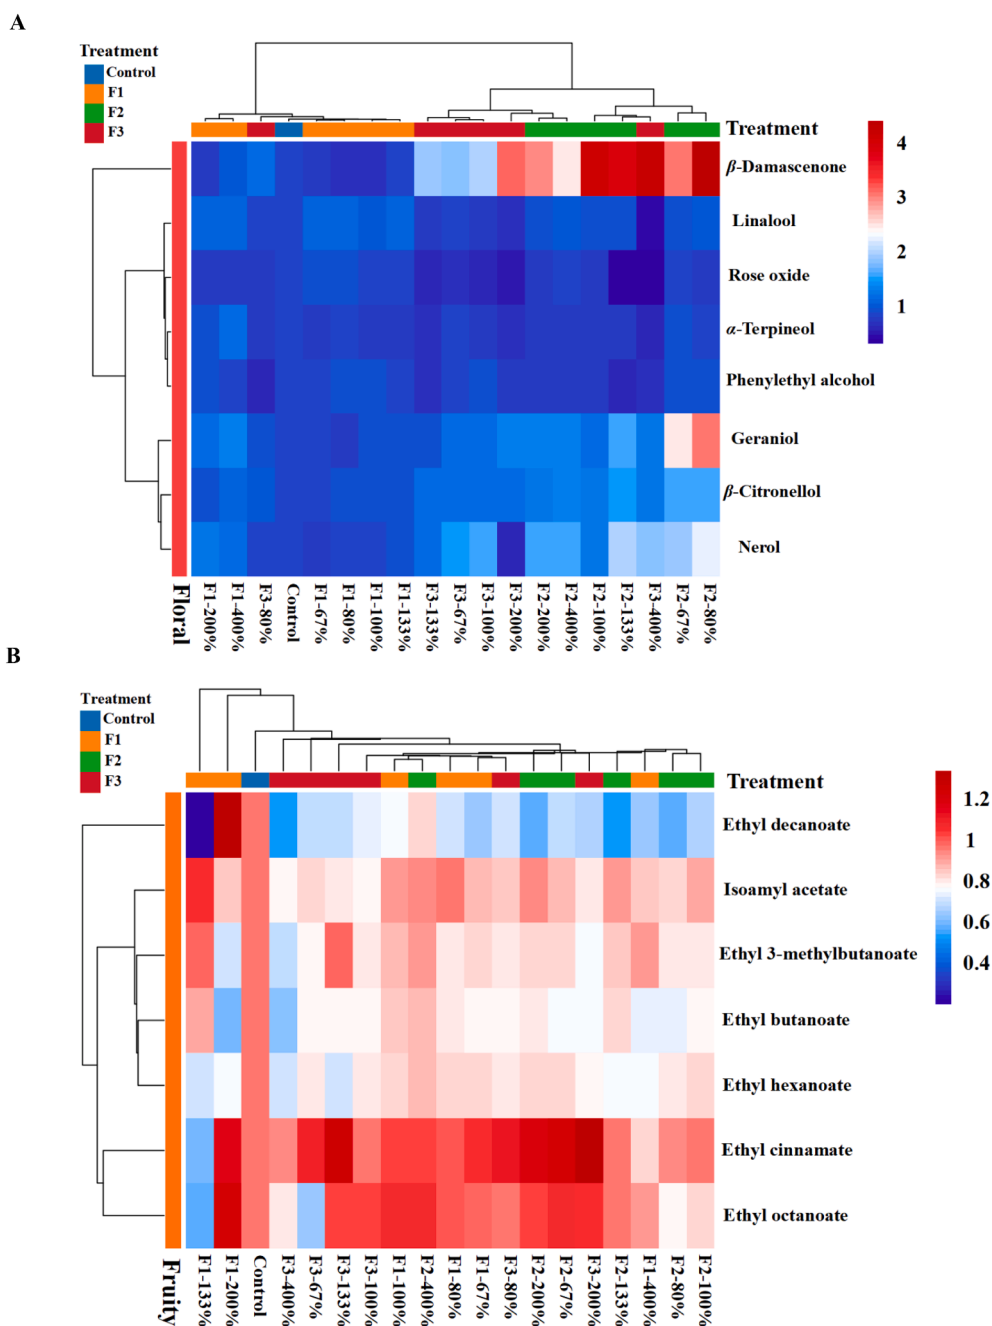 A
Treatment
Control
F1
F2
F3
Treatment
β-Damascenone
Linalool
Rose oxide
α-Terpineol
Phenylethyl alcohol
Geraniol
β-Citronellol
Nerol
4
3
2
1
Floral
F1-200%
F1-400%
F3-80%
Control
F1-67%
F1-80%
F1-100%
F1-133%
F3-133%
F3-67%
F3-100%
F3-200%
F2-200%
F2-400%
F2-100%
F2-133%
F3-400%
F2-67%
F2-80%
B
Treatment
Control
F1
F2
F3
Treatment
Ethyl decanoate
Isoamyl acetate
Ethyl 3-methylbutanoate
Ethyl butanoate
Ethyl hexanoate
Ethyl cinnamate
Ethyl octanoate
1.2
1
0.8
0.6
0.4
Fruity
F1-133%
F1-200%
Control
F3-400%
F3-67%
F3-133%
F3-100%
F1-100%
F2-400%
F1-80%
F1-67%
F3-80%
F2-200%
F2-67%
F3-200%
F2-133%
F1-400%
F2-80%
F2-100%